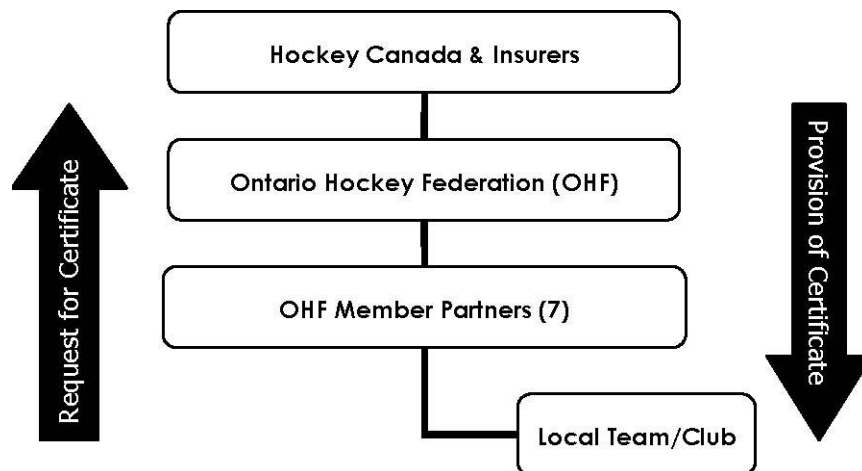 Hockey Canada & Insurers
Request for Certificate
Provision of Certificate
Ontario Hockey Federation (OHF)
OHF Member Partners (7)
Local Team/Club